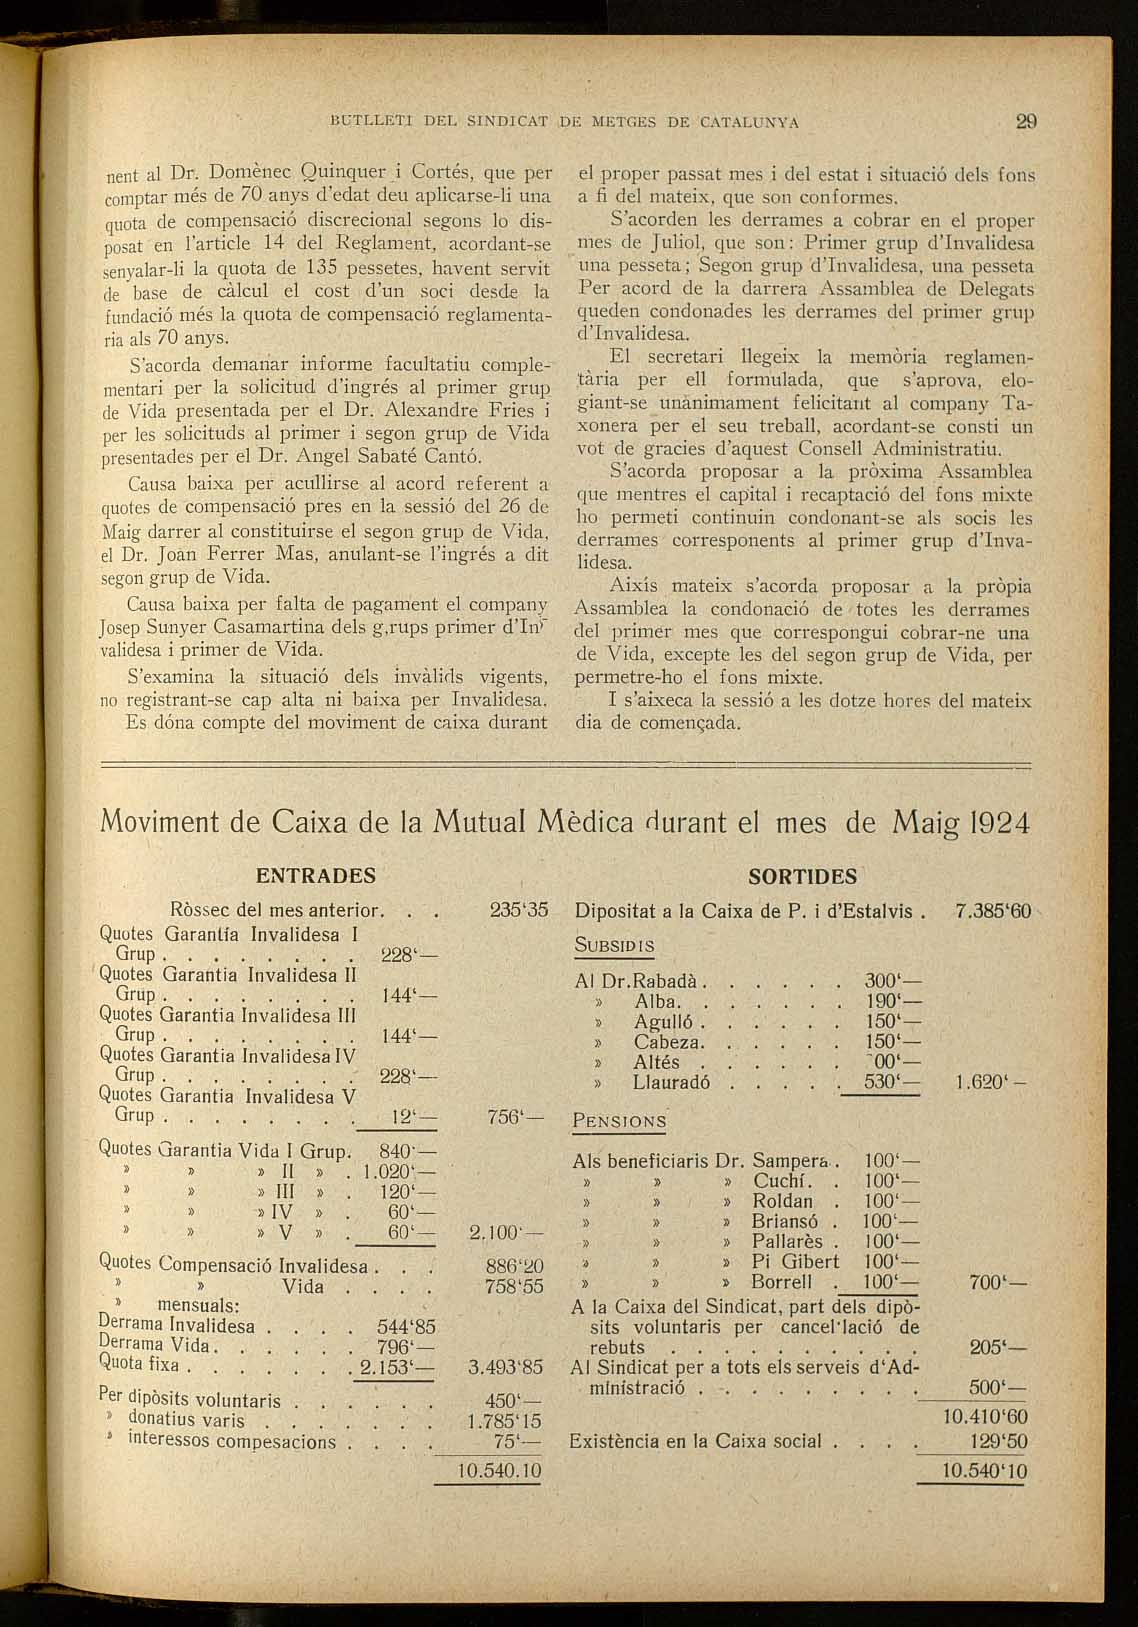 BUTLLETI DEL SINDICAT DE METGES DE CATALUNYA 29
nent al Dr. Domènec Quinquer i Cortés, que per
comptar més de 70 anys d'edat deu aplicarse-li una
quota de compensació discrecional segons lo dis-
posat en l'article 14 del Reglament, acordant-se
senyalar-li la quota de 135 pessetes, havent servit
de base de càlcul el cost d'un soci desde la
fundació més la quota de compensació reglamenta-
ria als 70 anys.
S'acorda demanar informe facultatiu comple-
mentari per la solicitud d'ingrés al primer grup
de Vida presentada per el Dr. Alexandre Fries i
per les solicituds al primer i segon grup de Vida
presentades per el Dr. Angel Sabaté Cantó.
Causa baixa per acullirse al acord referent a
quotes de compensació pres en la sessió del 26 de
Maig darrer al constituirse el segon grup de Vida,
el Dr. Joan Ferrer Mas, anulant-se l'ingrés a dit
segon grup de Vida.
Causa baixa per falta de pagament el company
Josep Sunyer Casamartina dels g,rups primer d'In-
validesa i primer de Vida.
S'examina la situació dels invàlids vigents,
no registrant-se cap alta ni baixa per Invalidesa.
Es dóna compte del moviment de caixa durant
el proper passat mes i del estat i situació dels fons
a fi del mateix, que son conformes.
S'acorden les derrames a cobrar en el proper
mes de Juliol, que son: Primer grup d'Invalidesa
una pesseta; Segon grup d'Invalidesa, una pesseta
Per acord de la darrera Assamblea de Delegats
queden condonades les derrames del primer grup
d'Invalidesa.
El secretari llegeix la memòria reglamen-
tària per ell formulada, que s'aprova, elo-
giant-se unànimament felicitant al company Ta-
xonera per el seu treball, acordant-se consti un
vot de gracies d'aquest Consell Administratiu.
S'acorda proposar a la pròxima Assamblea
que mentres el capital i recaptació del fons mixte
ho permeti continuin condonant-se als socis les
derrames corresponents al primer grup d'Inva-
lidesa.
Aixís mateix s'acorda proposar a la pròpia
Assamblea la condonació de totes les derrames
del primer mes que correspongui cobrar-ne una
de Vida, excepte les del segon grup de Vida, per
permetre-ho el fons mixte.
I s'aixeca la sessió a les dotze hores del mateix
dia de començada.
Moviment de Caixa de la Mutual Mèdica durant el mes de Maig 1924
ENTRADES
Ròssec del mes anterior. . . 235'35
Quotes Garantía Invalidesa I
Grup . . . . . . . . 228'—
Quotes Garantia Invalidesa II
Grup . . . . . . . . 144'—
Quotes Garantia Invalidesa III
Grup . . . . . . . . 144'—
Quotes Garantia Invalidesa IV
Grup . . . . . . . . 228'—
Quotes Garantia Invalidesa V
Grup . . . . . . . . 12'— 756'—
Quotes Garantia Vida I Grup. 840'—
» » » II » . 1.020'—
» » » III » . 120'—
» » » IV » . 60'—
» » » V » . 60'— 2.100'—
Quotes Compensació Invalidesa . . . 886'20
» » Vida . . . . 758'55
» mensuals:
Derrama Invalidesa . . . . 544'85
Derrama Vida. . . . . . 796'—
Quota fixa . . . . . . . 2.153'— 3.493'85
Per dipòsits voluntaris . . . . . . 450'—
» donatius varis . . . . . . . 1.785'15
» interessos compesacions . . . . 75'—
10.540.10
SORTIDES
Dipositat a la Caixa de P. i d'Estalvis . 7.385'60
SUBSIDIS
Al Dr. Rabadà . . . . . . 300'—
» Alba. . . . . . . 190'—
» Agulló . . . . . . 150'—
» Cabeza. . . . . . 150'—
» Altés . . . . . . 00'—
» Llauradó . . . . . 530'— 1.620'—
PENSIONS
Als beneficiaris Dr. Sampera . 100'—
» » » Cuchí. . 100'—
» » » Roldan . 100'—
» » » Briansó . 100'—
» » » Pallarès . 100'—
» » » Pi Gibert 100'—
» » » Borrell . 100'— 700'—
A la Caixa del Sindicat, part dels dipò-
sits voluntaris per cancel·lació de
rebuts . . . . . . . . . . 205'—
Al Sindicat per a tots els serveis d'Ad-
ministració . . . . . . . . . 500'—
10.410'60
Existència en la Caixa social . . . . 129'50
10.540'10